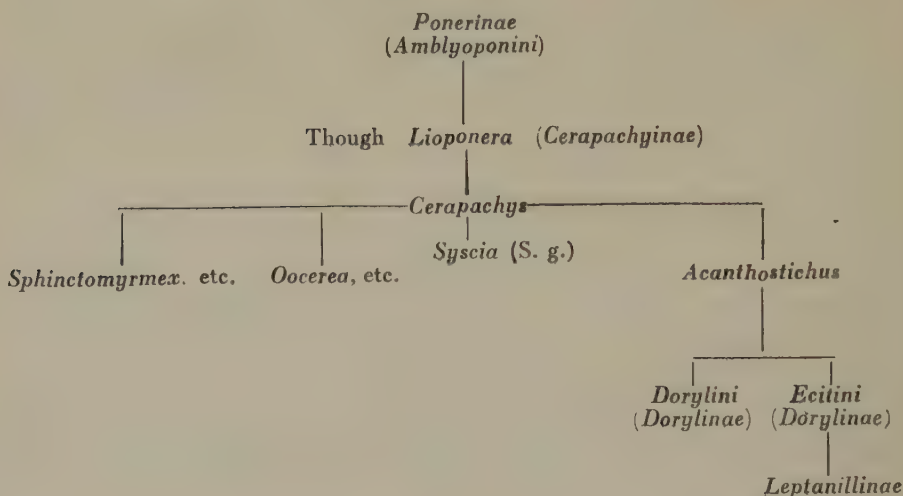 Ponerinae
(Amblyoponini)
Though Lioponera (Cerapachyinae)
Cerapachys
Syscia (S. g.)
Sphinctomyrmex. etc. Oocerea, etc. Acanthostichus
Dorylini Ecitini
(Dorylinae) (Dorylinae)
Leptanillinae